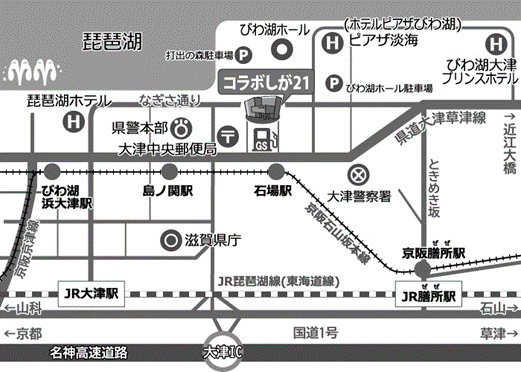 琵琶湖
びわ湖ホール
打出の森駐車場
P
(ホテルピアザびわ湖)
ピアザ淡海
H
H
びわ湖大津
プリンスホテル
コラボしが21
P
びわ湖ホール駐車場
琵琶湖ホテル
H
なぎさ通り
県警本部
大津中央郵便局
〒
GS
県道大津草津線
→近江大橋
びわ湖
浜大津駅
島ノ関駅
石場駅
大津警察署
ときめき坂
京阪京津線
滋賀県庁
京阪石山坂本線
ぜぜ
京阪膳所駅
JR琵琶湖線(東海道線)
JR大津駅
ぜぜ
JR膳所駅
←山科
石山→
←京都
国道1号
草津→
名神高速道路
大津IC